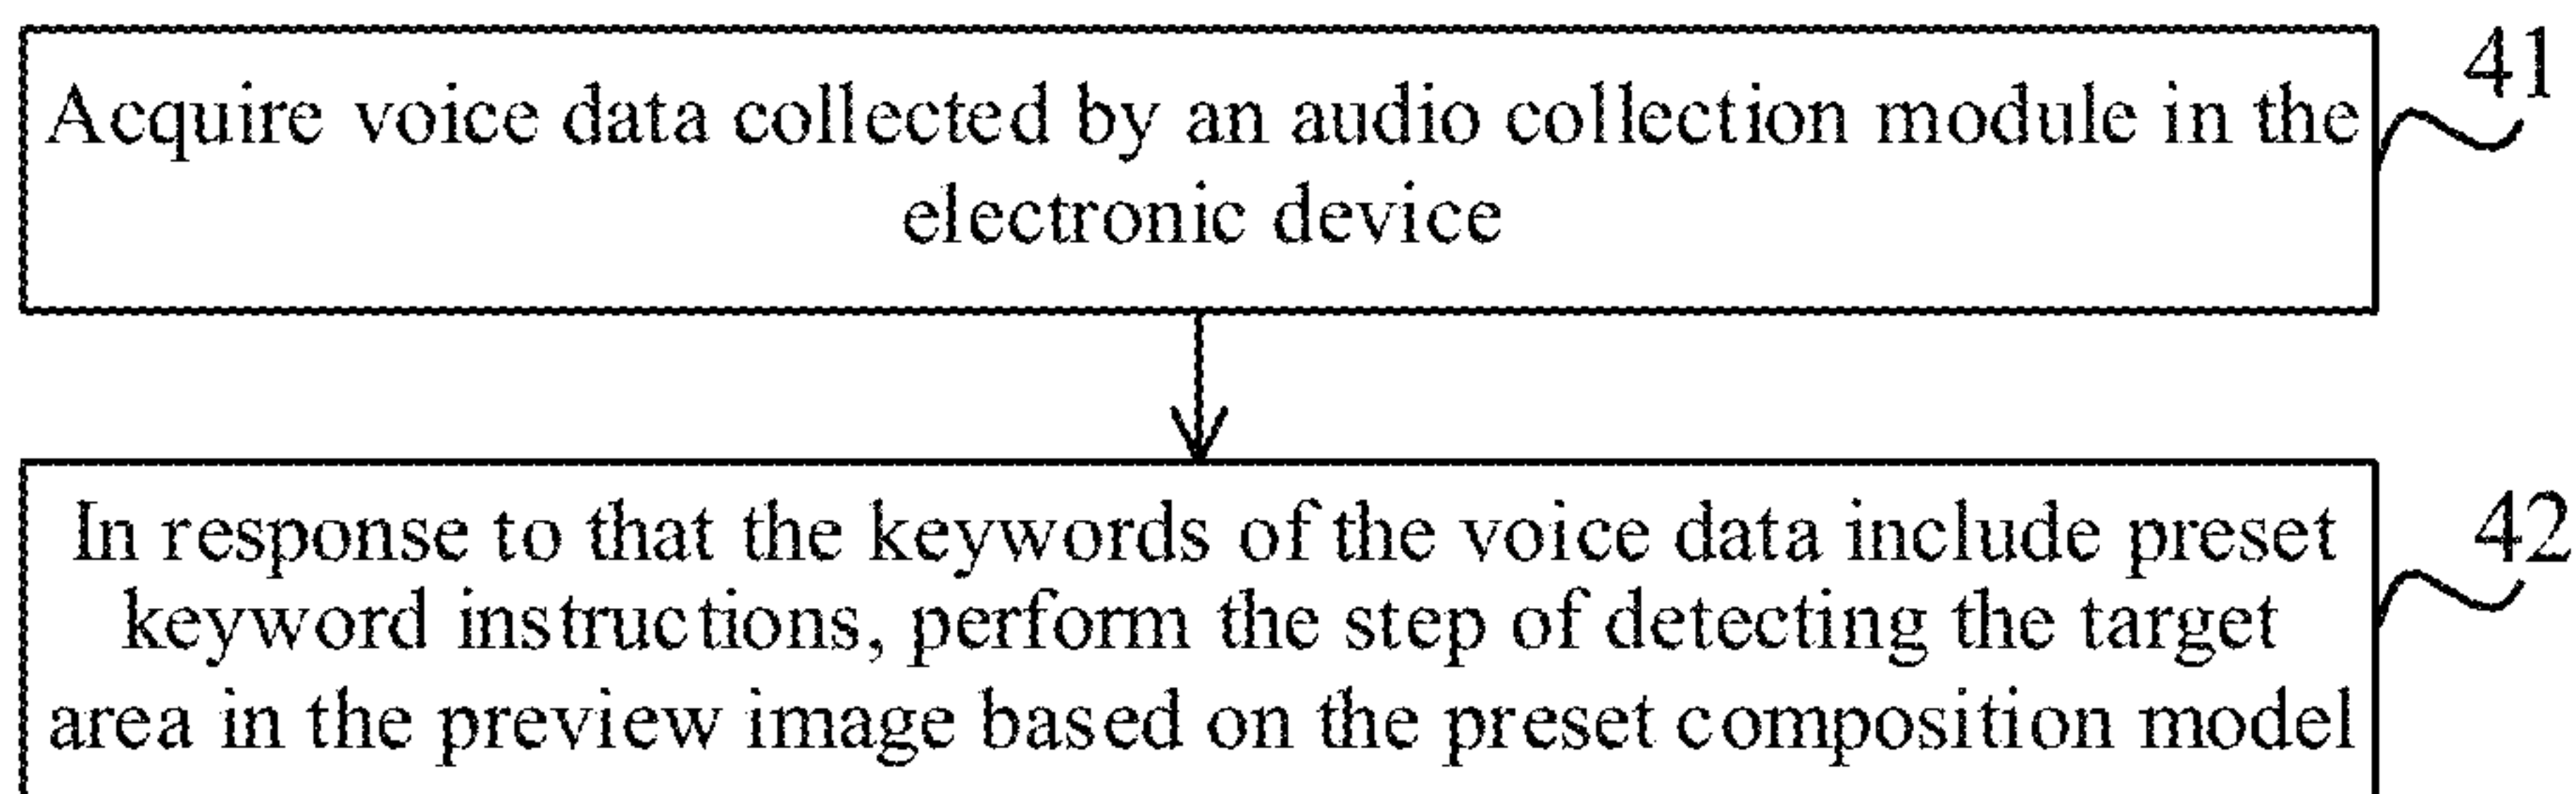 Acquire voice data collected by an audio collection module in the
electronic device
41
In response to that the keywords of the voice data include preset
keyword instructions, perform the step of detecting the target
area in the preview image based on the preset composition model
42